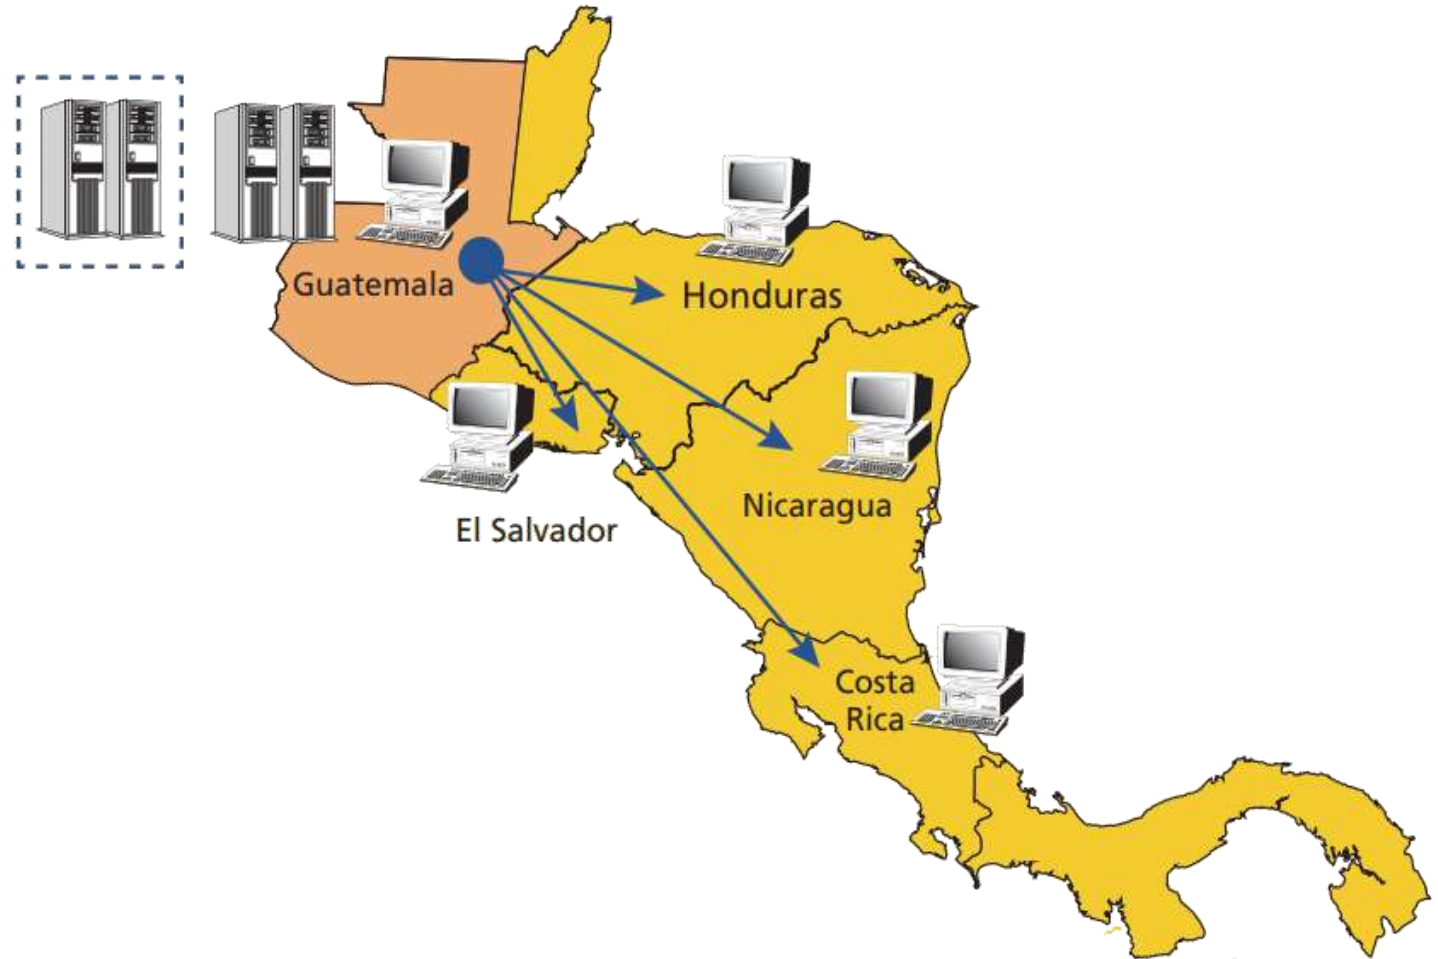 Guatemala
Honduras
Nicaragua
El Salvador
Costa
Rica